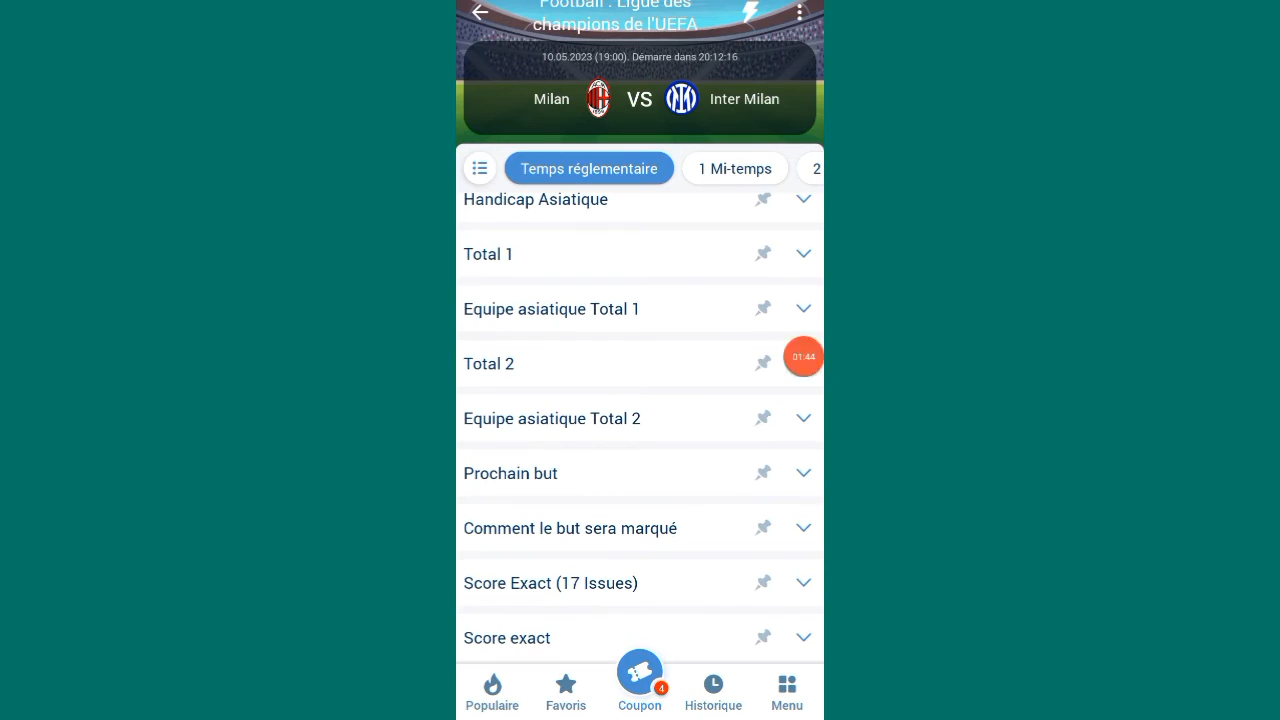 Football : Ligue des
champions de l'UEFA
10.05.2023 (19:00). Démarre dans 20:12:16
Milan VS Inter Milan
Temps réglementaire 1 Mi-temps 2
Handicap Asiatique
Total 1
Equipe asiatique Total 1
01:44
Total 2
Equipe asiatique Total 2
Prochain but
Comment le but sera marqué
Score Exact (17 Issues)
Score exact
4
Populaire Favoris Coupon Historique Menu